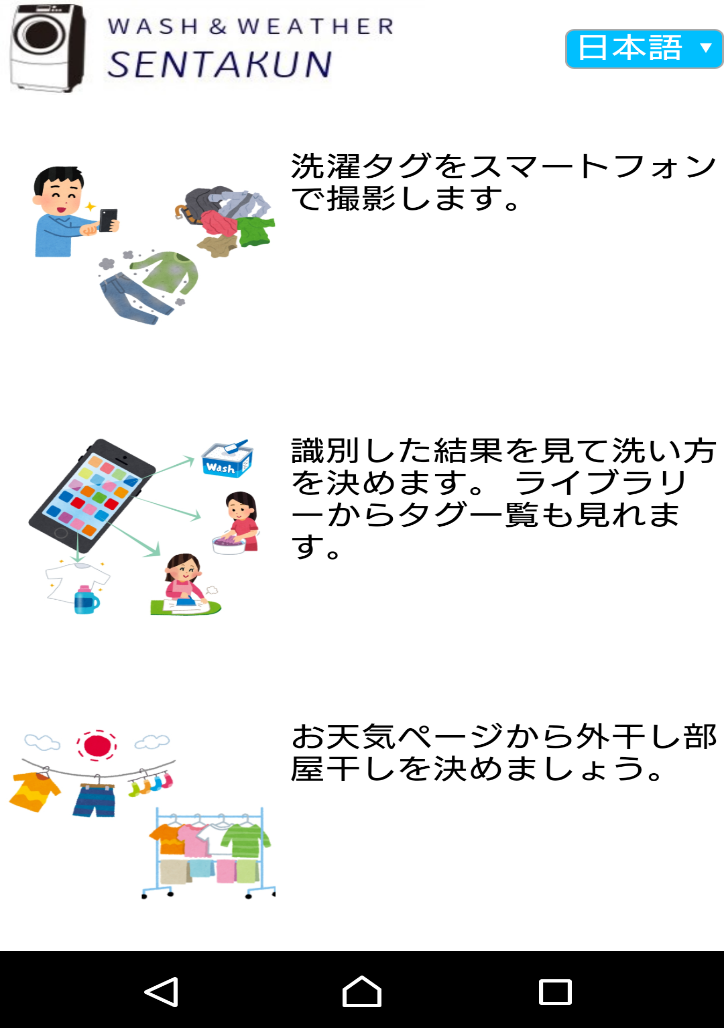 WASH & WEATHER
SENTAKUN
日本語 ▼
洗濯タグをスマートフォン
で撮影します。
Wash
識別した結果を見て洗い方
を決めます。 ライブラリ
ーからタグ一覧も見れま
す。
お天気ページから外干し部
屋干しを決めましょう。